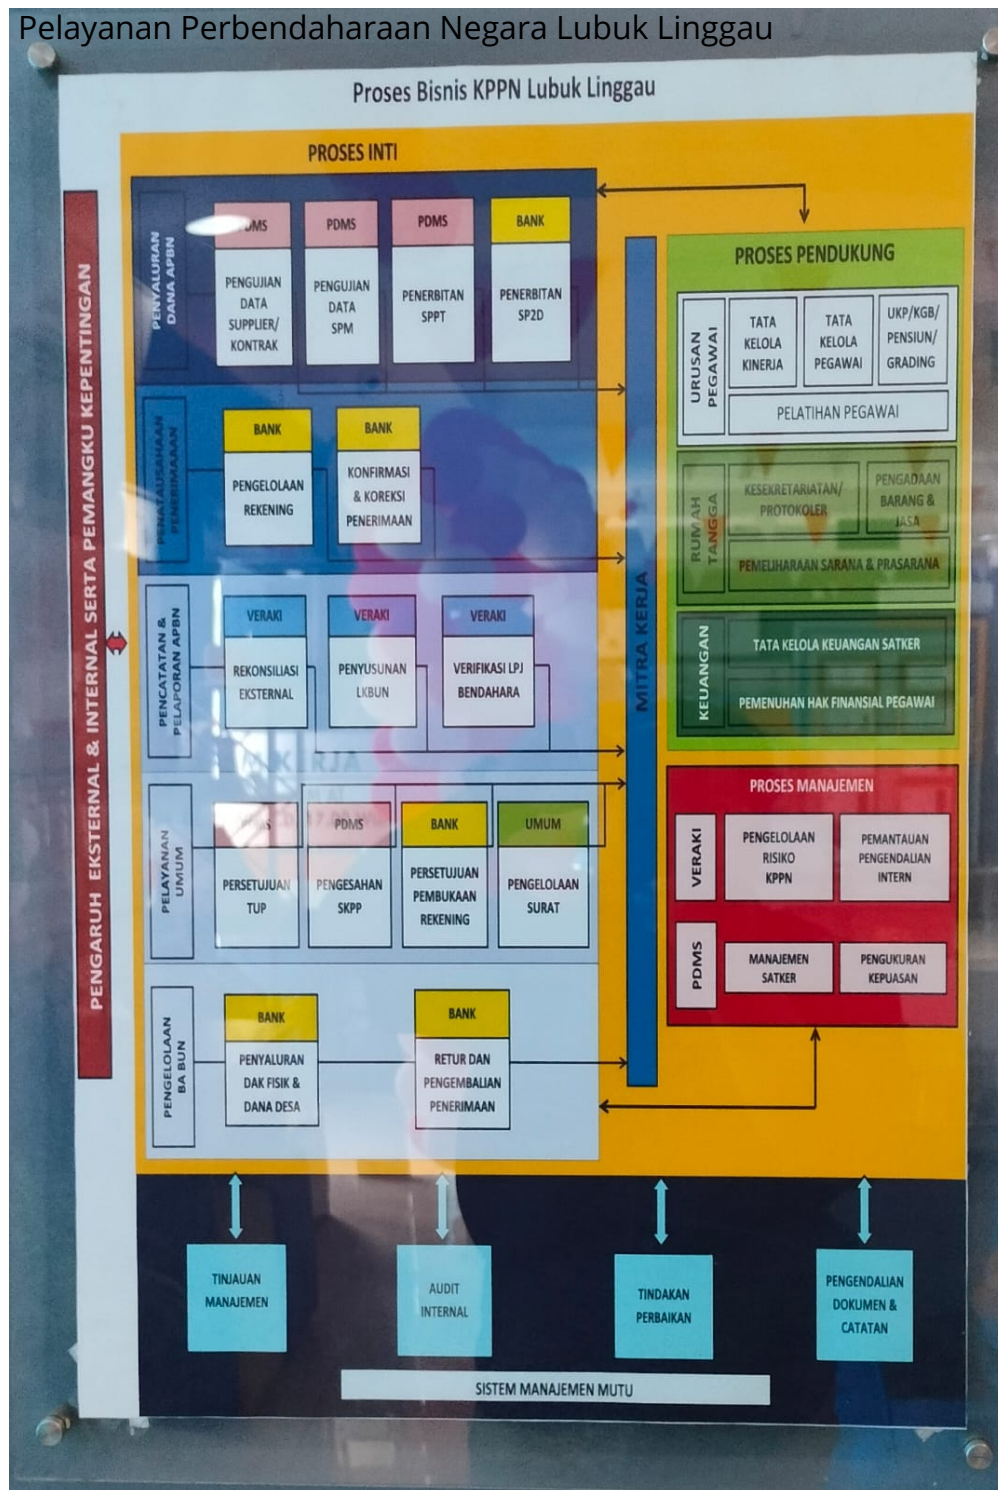 Pelayanan Perbendaharaan Negara Lubuk Linggau
Proses Bisnis KPPN Lubuk Linggau
PENGARUH EKSTERNAL & INTERNAL SERTA PEMANGKU KEPENTINGAN
PROSES INTI
PENYALURAN
DANA APBN
PDMS
PENGUJIAN
DATA
SUPPLIER/
KONTRAK
PDMS
PENGUJIAN
DATA
SPM
PDMS
PENERBITAN
SPPT
BANK
PENERBITAN
SP2D
PENATAUSAHAAN
PENERIMAAAN
BANK
PENGELOLAAN
REKENING
BANK
KONFIRMASI
& KOREKSI
PENERIMAAN
PENCATATAN &
PELAPORAN APBN
VERAKI
REKONSILIASI
EKSTERNAL
VERAKI
PENYUSUNAN
LKBUN
VERAKI
VERIFIKASI LPJ
BENDAHARA
PELAYANAN
UMUM
PERSETUJUAN
TUP
PDMS
PENGESAHAN
SKPP
BANK
PERSETUJUAN
PEMBUKAAN
REKENING
UMUM
PENGELOLAAN
SURAT
PENGELOLAAN
BA BUN
BANK
PENYALURAN
DAK FISIK &
DANA DESA
BANK
RETUR DAN
PENGEMBALIAN
PENERIMAAN
MITRA KERJA
PROSES PENDUKUNG
URUSAN
PEGAWAI
TATA
KELOLA
KINERJA
TATA
KELOLA
PEGAWAI
UKP/KGB/
PENSIUN/
GRADING
PELATIHAN PEGAWAI
RUMAH
TANGGA
KESEKRETARIATAN/
PROTOKOLER
PENGADAAN
BARANG &
JASA
PEMELIHARAAN SARANA & PRASARANA
KEUANGAN
TATA KELOLA KEUANGAN SATKER
PEMENUHAN HAK FINANSIAL PEGAWAI
PROSES MANAJEMEN
VERAKI
PENGELOLAAN
RISIKO
KPPN
PEMANTAUAN
PENGENDALIAN
INTERN
PDMS
MANAJEMEN
SATKER
PENGUKURAN
KEPUASAN
TINJAUAN
MANAJEMEN
AUDIT
INTERNAL
TINDAKAN
PERBAIKAN
PENGENDALIAN
DOKUMEN &
CATATAN
SISTEM MANAJEMEN MUTU